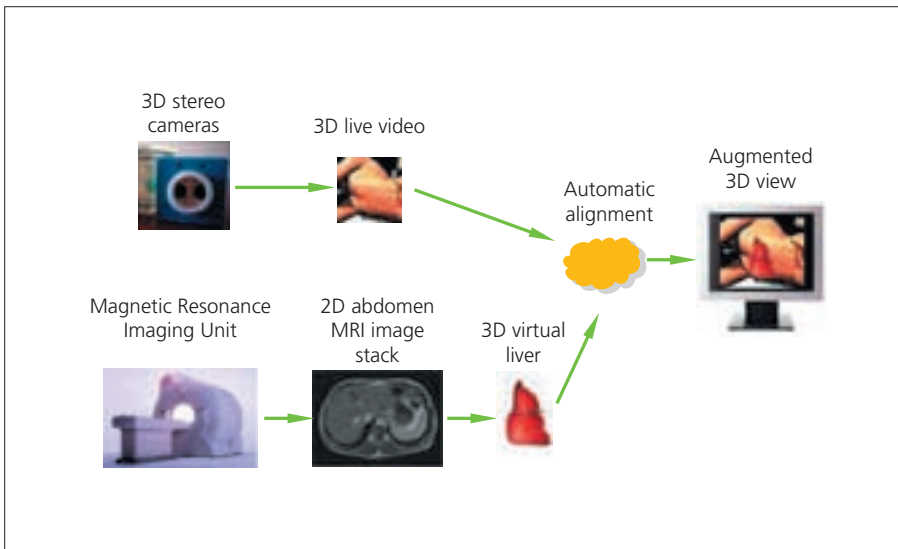 3D stereo
cameras
3D live video
Automatic
alignment
Augmented
3D view
Magnetic Resonance
Imaging Unit
2D abdomen
MRI image
stack
3D virtual
liver